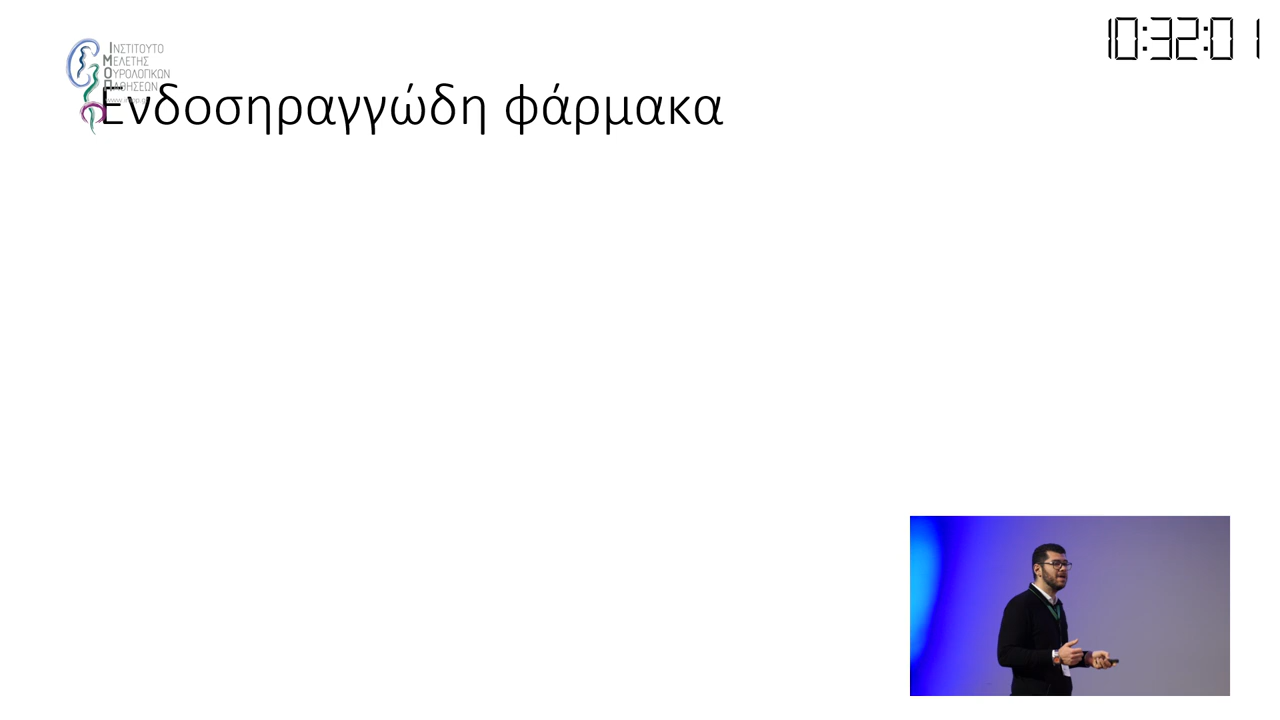 ΙΝΣΤΙΤΟΥΤΟ
ΜΕΛΕΤΗΣ
ΟΥΡΟΛΟΓΙΚΩΝ
ΠΑΘΗΣΕΩΝ
Ενδοσηραγγώδη φάρμακα
10:32:01